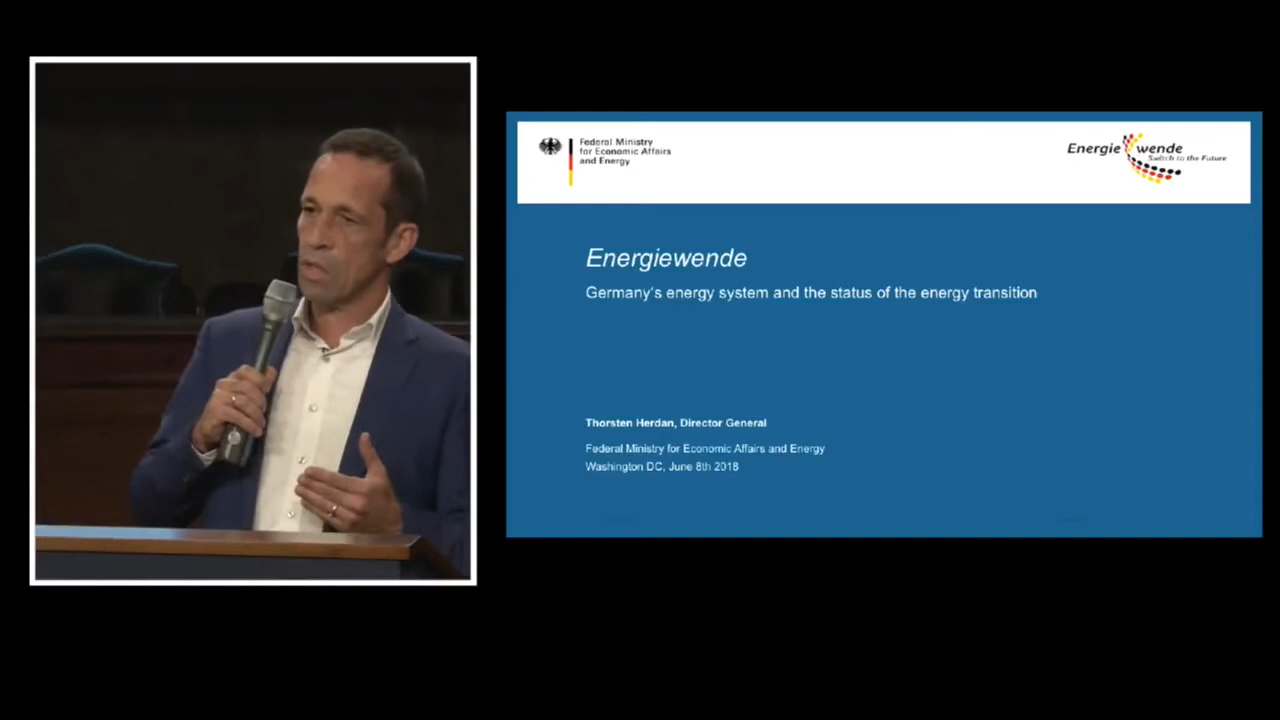 Federal Ministry
for Economic Affairs
and Energy
Energie wende
Switch to the Future
Energiewende
Germany's energy system and the status of the energy transition
Thorsten Herdan, Director General
Federal Ministry for Economic Affairs and Energy
Washington DC, June 8th 2018